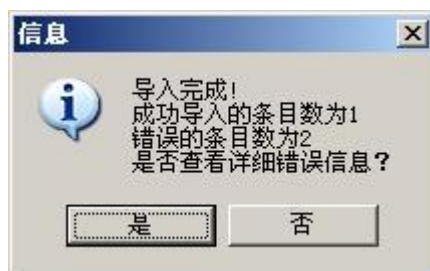 信息
导入完成!
成功导入的条目数为1
错误的条目数为2
是否查看详细错误信息？
是
否